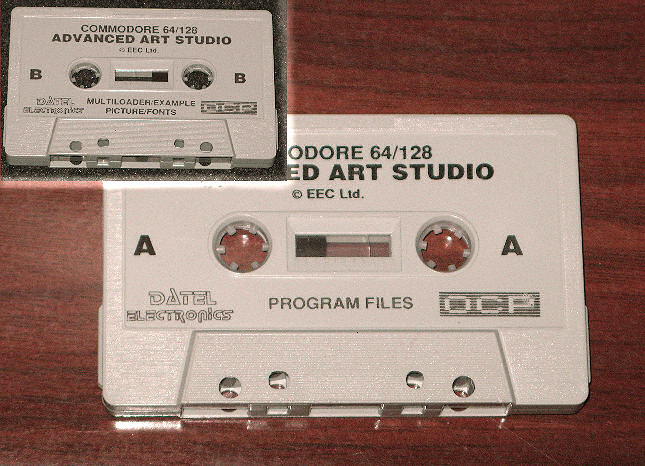 COMMODORE 64/128
ADVANCED ART STUDIO
© EEC Ltd.
B B
DATEL ELECTRONICS
MULTILOADER/EXAMPLE
PICTURE/FONTS
OCP
ODORE 64/128
ED ART STUDIO
© EEC Ltd.
A A
DATEL
ELECTRONICS
PROGRAM FILES
OCP